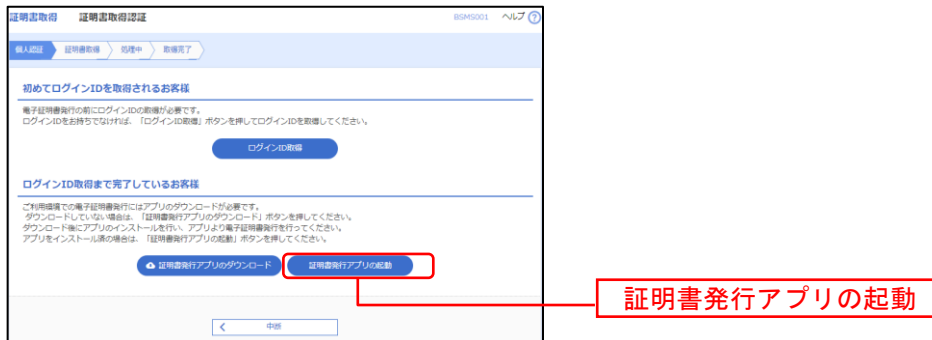 証明書取得 証明書取得認証 BSMS001 ヘルプ ?
個人認証 証明書取得 処理中 取得完了
初めてログインIDを取得されるお客様
電子証明書発行の前にログインIDの取得が必要です。
ログインIDをお持ちでなければ、「ログインID取得」ボタンを押してログインIDを取得してください。
ログインID取得
ログインID取得まで完了しているお客様
ご利用環境での電子証明書発行にはアプリのダウンロードが必要です。
ダウンロードしていない場合は、「証明書発行アプリのダウンロード」ボタンを押してください。
ダウンロード後にアプリのインストールを行い、アプリより電子証明書発行を行ってください。
アプリをインストール済の場合は、「証明書発行アプリの起動」ボタンを押してください。
証明書発行アプリのダウンロード 証明書発行アプリの起動
証明書発行アプリの起動
中断